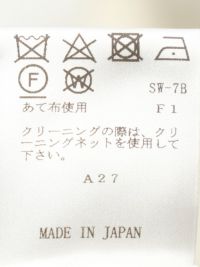 F W SW-7B
あて布使用 F1
クリーニングの際は、クリ
ーニングネットを使用して
下さい。
A27
MADE IN JAPAN